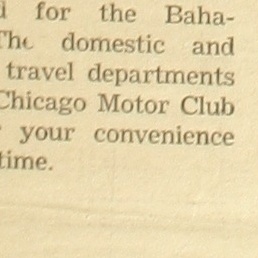 for the Baha-
The domestic and
travel departments
Chicago Motor Club
your convenience
time.